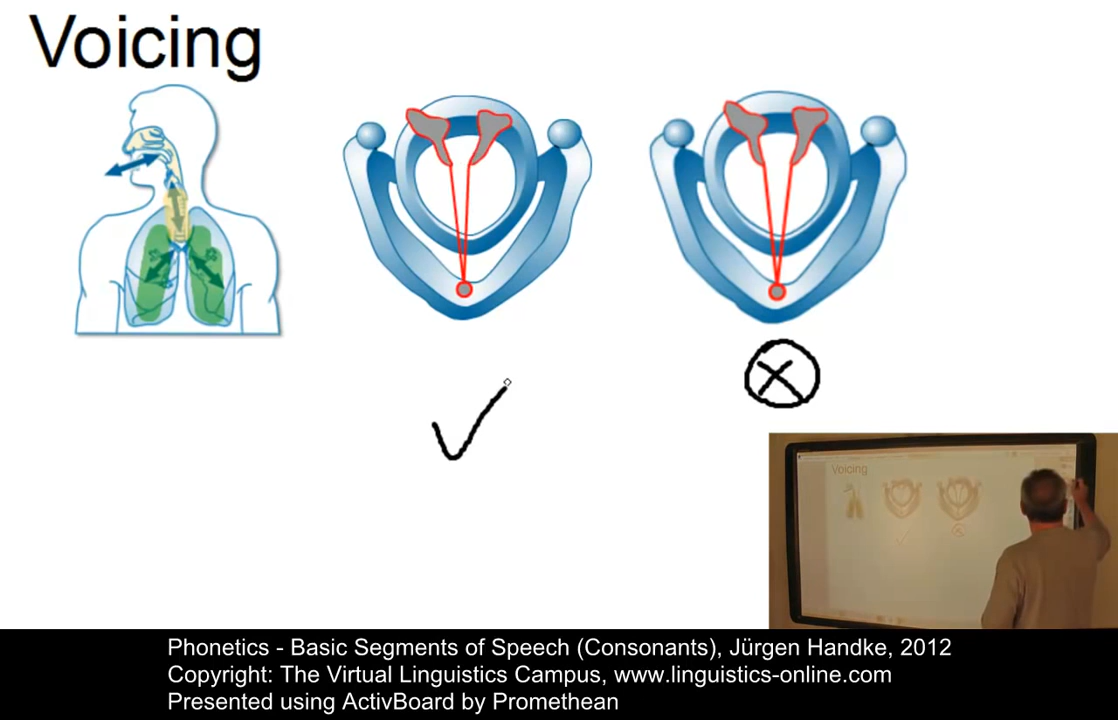 Voicing
Voicing
Phonetics - Basic Segments of Speech (Consonants), Jürgen Handke, 2012
Copyright: The Virtual Linguistics Campus, www.linguistics-online.com
Presented using ActivBoard by Promethean